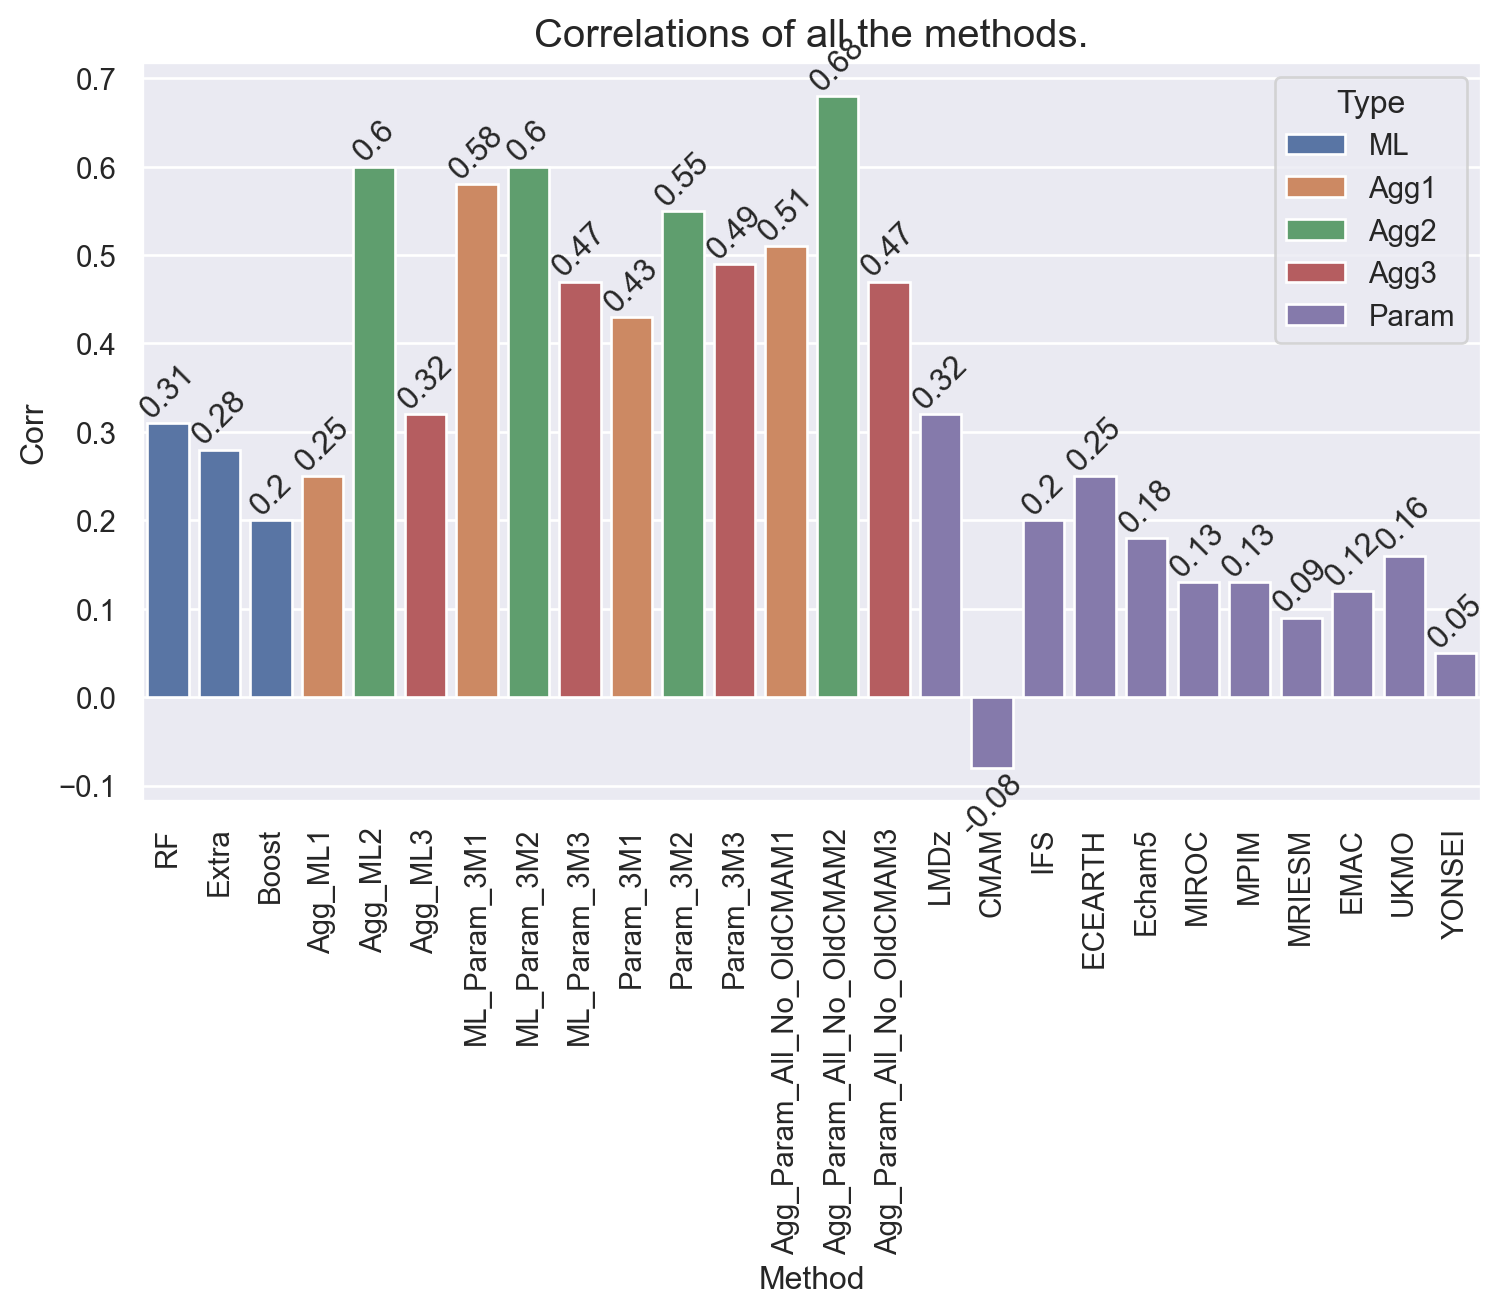 Correlations of all the methods.
Corr
0.7
0.6
0.5
0.4
0.3
0.2
0.1
0.0
−0.1
0.31
0.28
0.2
0.25
0.6
0.32
0.58
0.6
0.47
0.43
0.55
0.49
0.51
0.68
0.47
0.32
-0.08
0.2
0.25
0.18
0.13
0.13
0.09
0.12
0.16
0.05
Type
ML
Agg1
Agg2
Agg3
Param
RF
Extra
Boost
Agg_ML1
Agg_ML2
Agg_ML3
ML_Param_3M1
ML_Param_3M2
ML_Param_3M3
Param_3M1
Param_3M2
Param_3M3
Agg_Param_All_No_OldCMAM1
Agg_Param_All_No_OldCMAM2
Agg_Param_All_No_OldCMAM3
LMDz
CMAM
IFS
ECEARTH
Echam5
MIROC
MPIM
MRIESM
EMAC
UKMO
YONSEI
Method